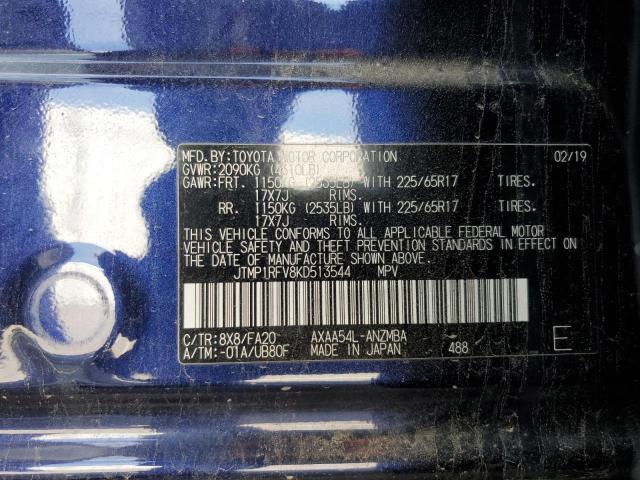 MFD.BY:TOYOTA MOTOR CORPORATION 02/19
GVWR:2090KG (4610LB)
GAWR:FRT. 1150KG (2535LB) WITH 225/65R17 TIRES.
17X7J RIMS.
RR. 1150KG (2535LB) WITH 225/65R17 TIRES.
17X7J RIMS.
THIS VEHICLE CONFORMS TO ALL APPLICABLE FEDERAL MOTOR
VEHICLE SAFETY AND THEFT PREVENTION STANDARDS IN EFFECT
ON THE DATE OF MANUFACTURE SHOWN ABOVE.
JTMP1RFV8KD513544 MPV
C/TR:8X8/FA20 AXAA54L-ANZMBA
A/TM:-01A/UB80F MADE IN JAPAN 488 E